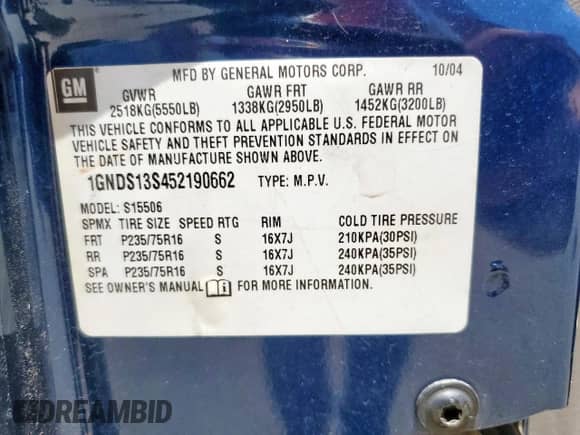 GM
MFD BY GENERAL MOTORS CORP. 10/04
GVWR GAWR FRT GAWR RR
2518KG(5550LB) 1338KG(2950LB) 1452KG(3200LB)
THIS VEHICLE CONFORMS TO ALL APPLICABLE U.S. FEDERAL MOTOR
VEHICLE SAFETY AND THEFT PREVENTION STANDARDS IN EFFECT ON
THE DATE OF MANUFACTURE SHOWN ABOVE.
1GNDS13S452190662 TYPE: M.P.V.
MODEL: S15506
SPMX TIRE SIZE SPEED RTG RIM COLD TIRE PRESSURE
FRT P235/75R16 S 16X7J 210KPA(30PSI)
RR P235/75R16 S 16X7J 240KPA(35PSI)
SPA P235/75R16 S 16X7J 240KPA(35PSI)
SEE OWNER'S MANUAL FOR MORE INFORMATION.
DREAMBID